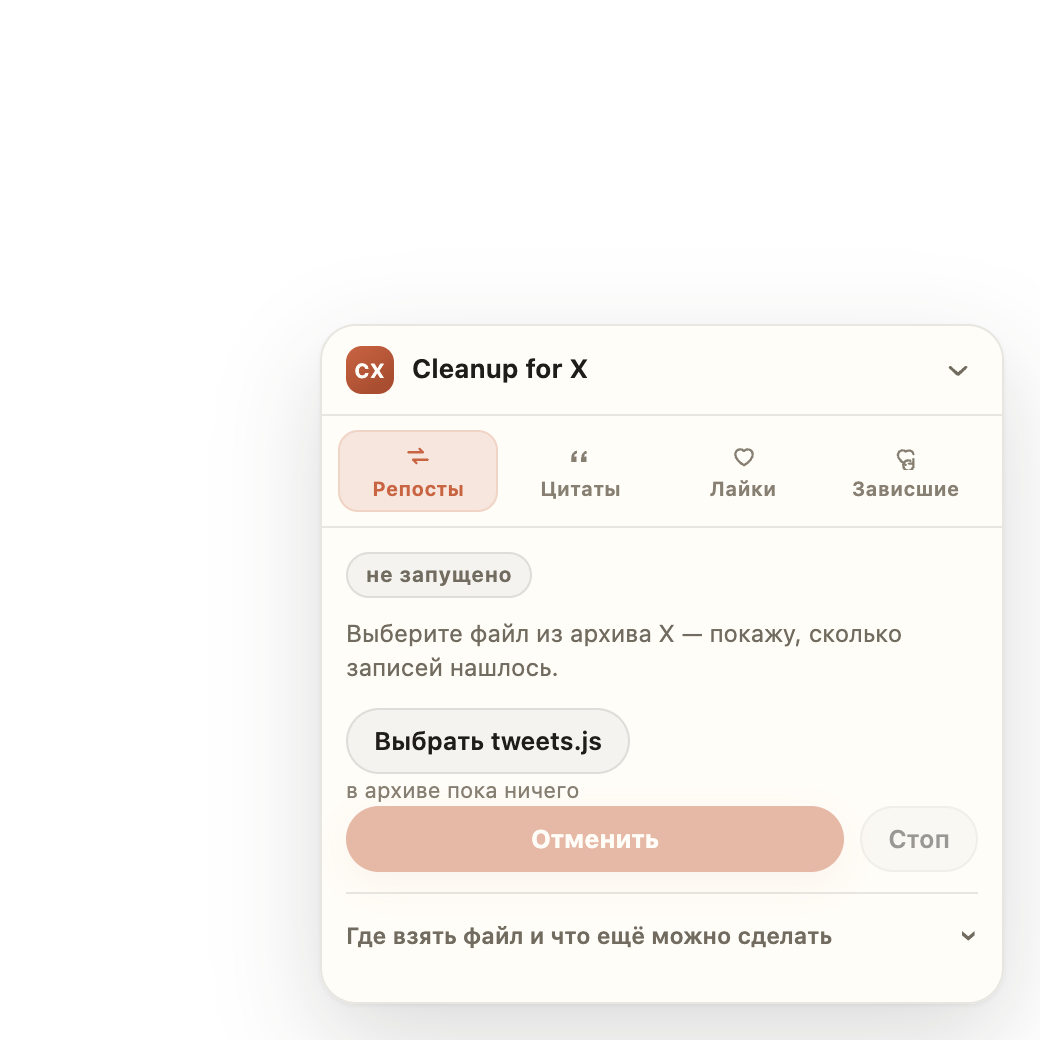 CX Cleanup for X
Репосты
Цитаты
Лайки
Зависшие
не запущено
Выберите файл из архива X — покажу, сколько
записей нашлось.
Выбрать tweets.js
в архиве пока ничего
Отменить
Стоп
Где взять файл и что ещё можно сделать